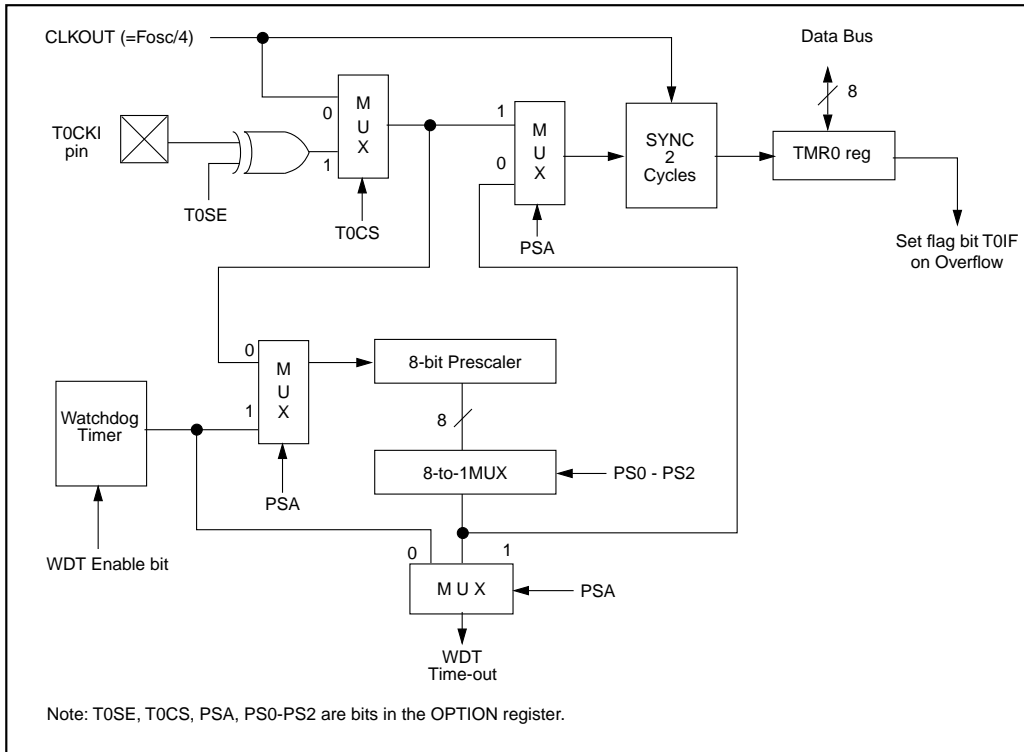 CLKOUT (=Fosc/4)
Data Bus
8
T0CKI
pin
T0SE
0
1
M
U
X
T0CS
1
0
M
U
X
PSA
SYNC
2
Cycles
TMR0 reg
Set flag bit T0IF
on Overflow
0
1
M
U
X
PSA
8-bit Prescaler
8
8-to-1MUX
PS0 - PS2
Watchdog
Timer
WDT Enable bit
0
1
M U X
PSA
WDT
Time-out
Note: T0SE, T0CS, PSA, PS0-PS2 are bits in the OPTION register.